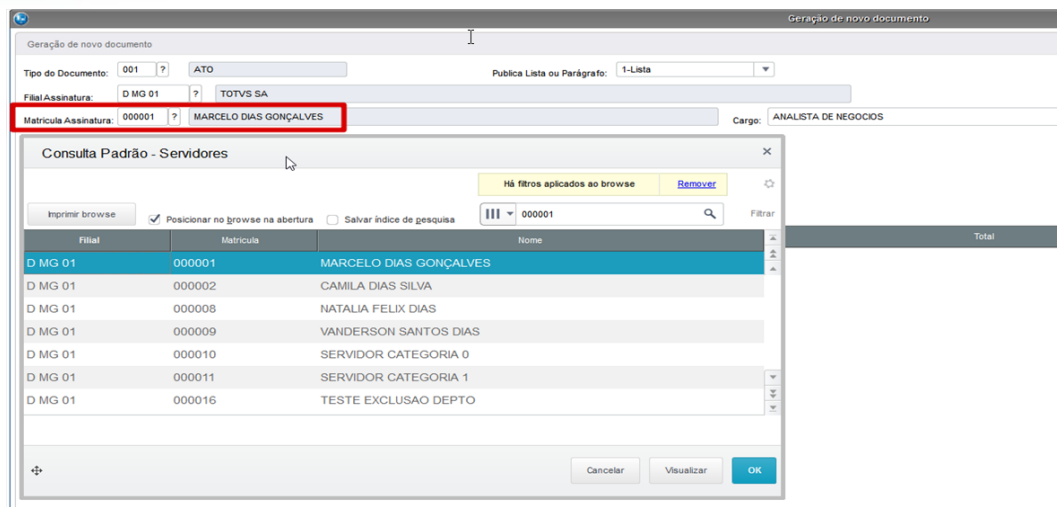 Geração de novo documento
Geração de novo documento
Tipo do Documento: 001 ? ATO Publica Lista ou Parágrafo: 1-Lista
Filial Assinatura: D MG 01 ? TOTVS SA
Matricula Assinatura: 000001 ? MARCELO DIAS GONÇALVES Cargo: ANALISTA DE NEGOCIOS
Consulta Padrão - Servidores
Há filtros aplicados ao browse Remover
Imprimir browse Posicionar no browse na abertura Salvar índice de pesquisa 000001 Filtrar
Filial Matricula Nome Total
D MG 01 000001 MARCELO DIAS GONÇALVES
D MG 01 000002 CAMILA DIAS SILVA
D MG 01 000008 NATALIA FELIX DIAS
D MG 01 000009 VANDERSON SANTOS DIAS
D MG 01 000010 SERVIDOR CATEGORIA 0
D MG 01 000011 SERVIDOR CATEGORIA 1
D MG 01 000016 TESTE EXCLUSAO DEPTO
Cancelar Visualizar OK